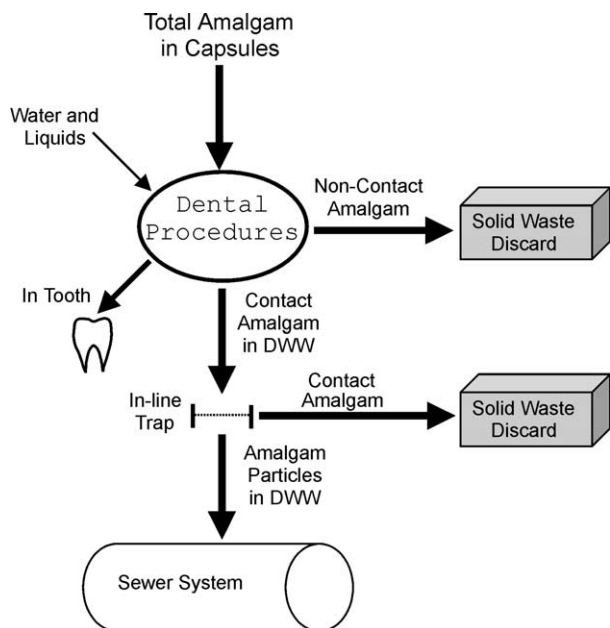 Total Amalgam
in Capsules
Water and
Liquids
Dental
Procedures
Non-Contact
Amalgam
Solid Waste
Discard
In Tooth
Contact
Amalgam
in DWW
In-line
Trap
Contact
Amalgam
Solid Waste
Discard
Amalgam
Particles
in DWW
Sewer System